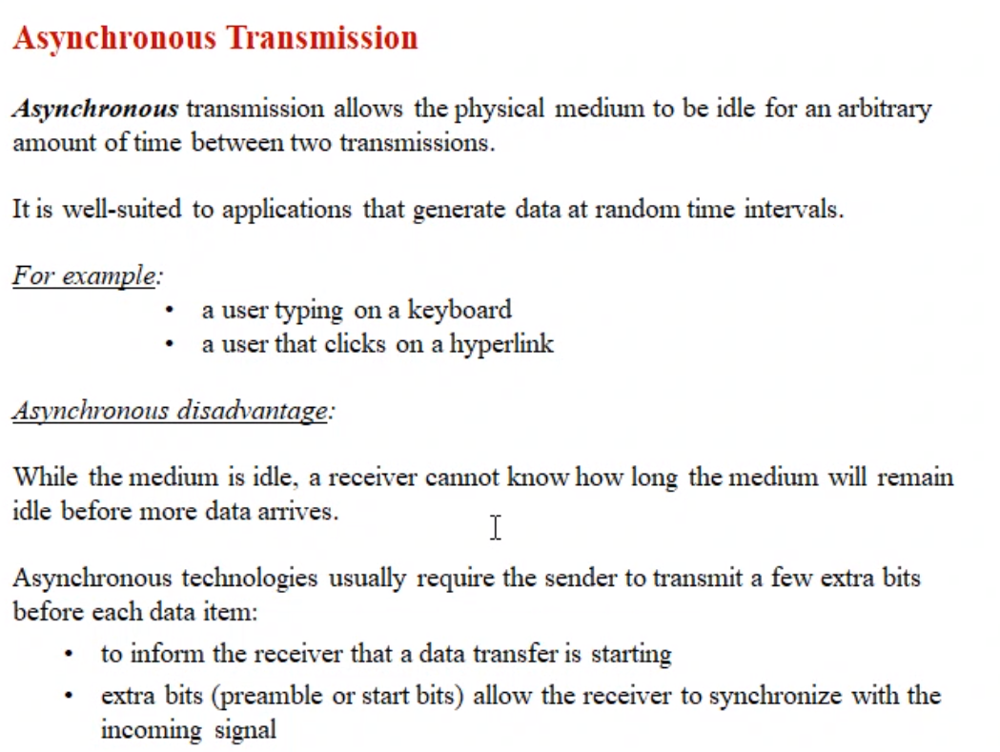 Asynchronous Transmission
Asynchronous transmission allows the physical medium to be idle for an arbitrary
amount of time between two transmissions.
It is well-suited to applications that generate data at random time intervals.
For example:
• a user typing on a keyboard
• a user that clicks on a hyperlink
Asynchronous disadvantage:
While the medium is idle, a receiver cannot know how long the medium will remain
idle before more data arrives.
Asynchronous technologies usually require the sender to transmit a few extra bits
before each data item:
• to inform the receiver that a data transfer is starting
• extra bits (preamble or start bits) allow the receiver to synchronize with the
incoming signal